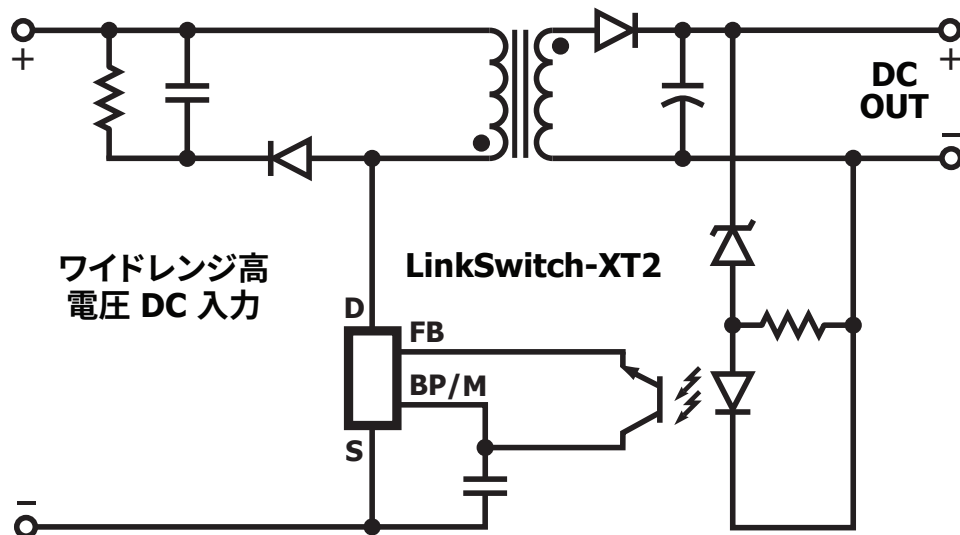 +
+
DC
OUT
−
ワイドレンジ高
電圧 DC 入力
LinkSwitch-XT2
D
FB
BP/M
S
−